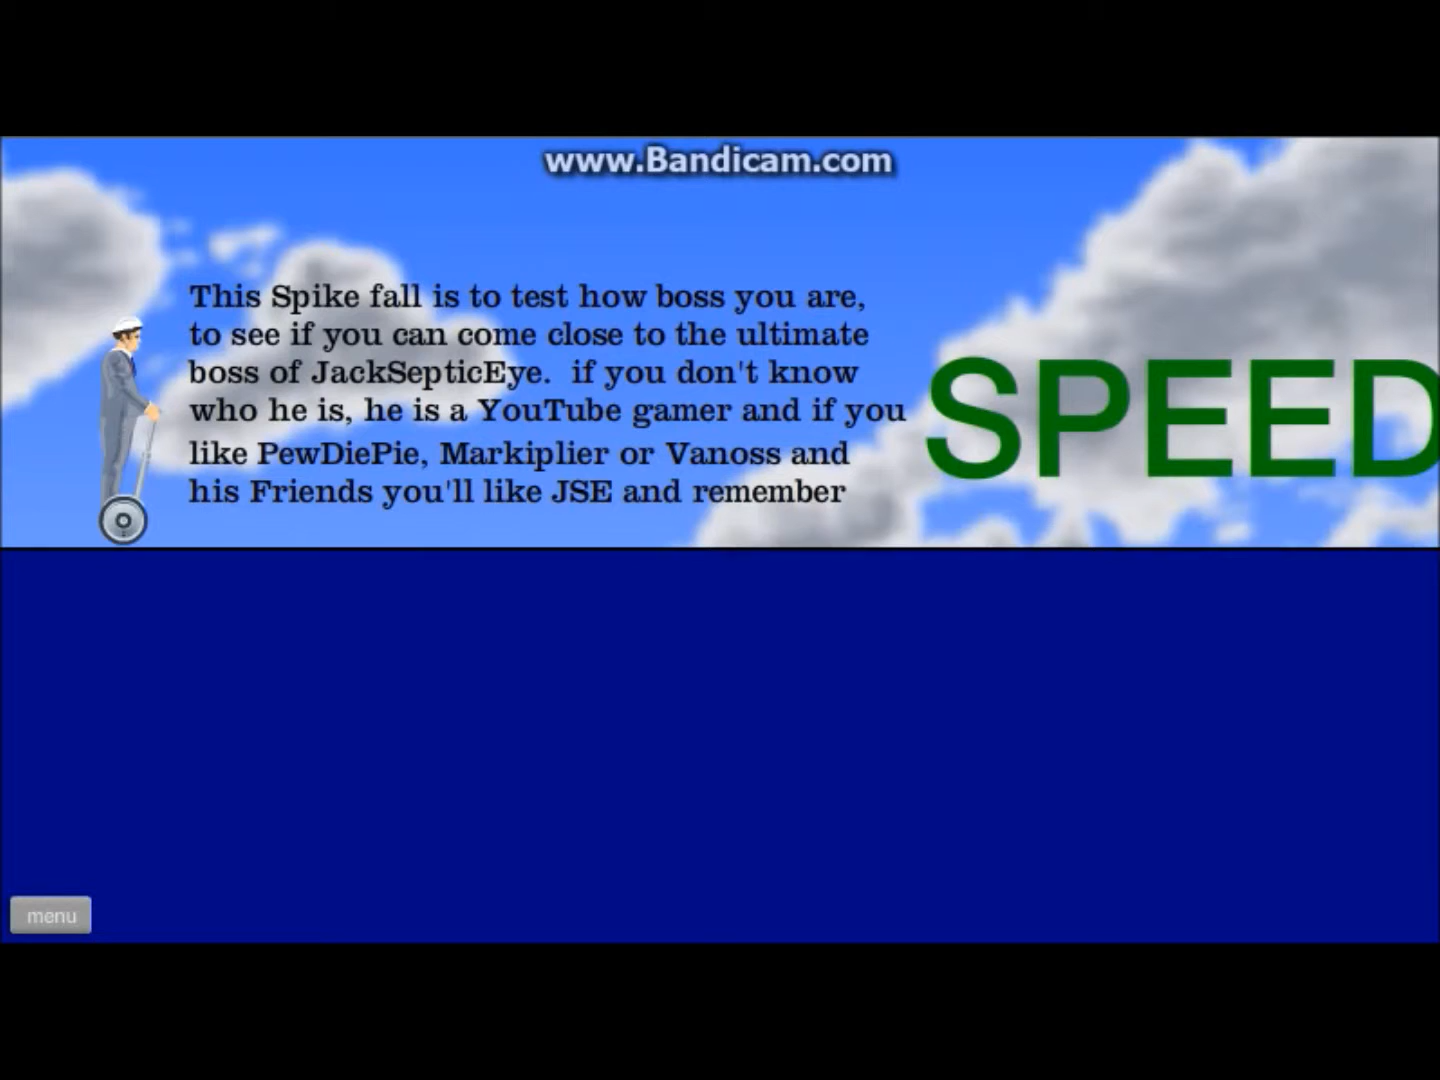 www.Bandicam.com
This Spike fall is to test how boss you are,
to see if you can come close to the ultimate
boss of JackSepticEye.  if you don't know
who he is, he is a YouTube gamer and if you
like PewDiePie, Markiplier or Vanoss and
his Friends you'll like JSE and remember
SPEED
menu